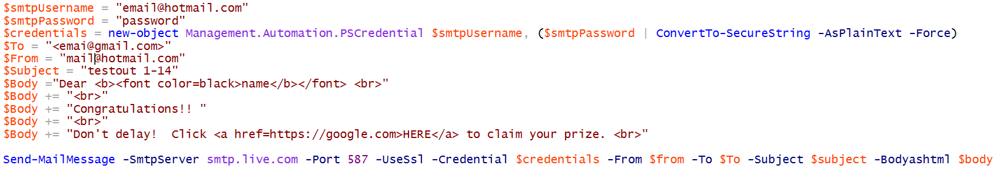 $smtpUsername = "email@hotmail.com"
$smtpPassword = "password"
$credentials = new-object Management.Automation.PSCredential $smtpUsername, ($smtpPassword | ConvertTo-SecureString -AsPlainText -Force)
$To = "<emai@gmail.com>"
$From = "mail@hotmail.com"
$Subject = "testout 1-14"
$Body ="Dear <b><font color=black>name</b></font> <br>"
$Body += "<br>"
$Body += "Congratulations!! "
$Body += "<br>"
$Body += "Don't delay!  Click <a href=https://google.com>HERE</a> to claim your prize. <br>"
Send-MailMessage -SmtpServer smtp.live.com -Port 587 -UseSsl -Credential $credentials -From $from -To $To -Subject $subject -Bodyashtml $body